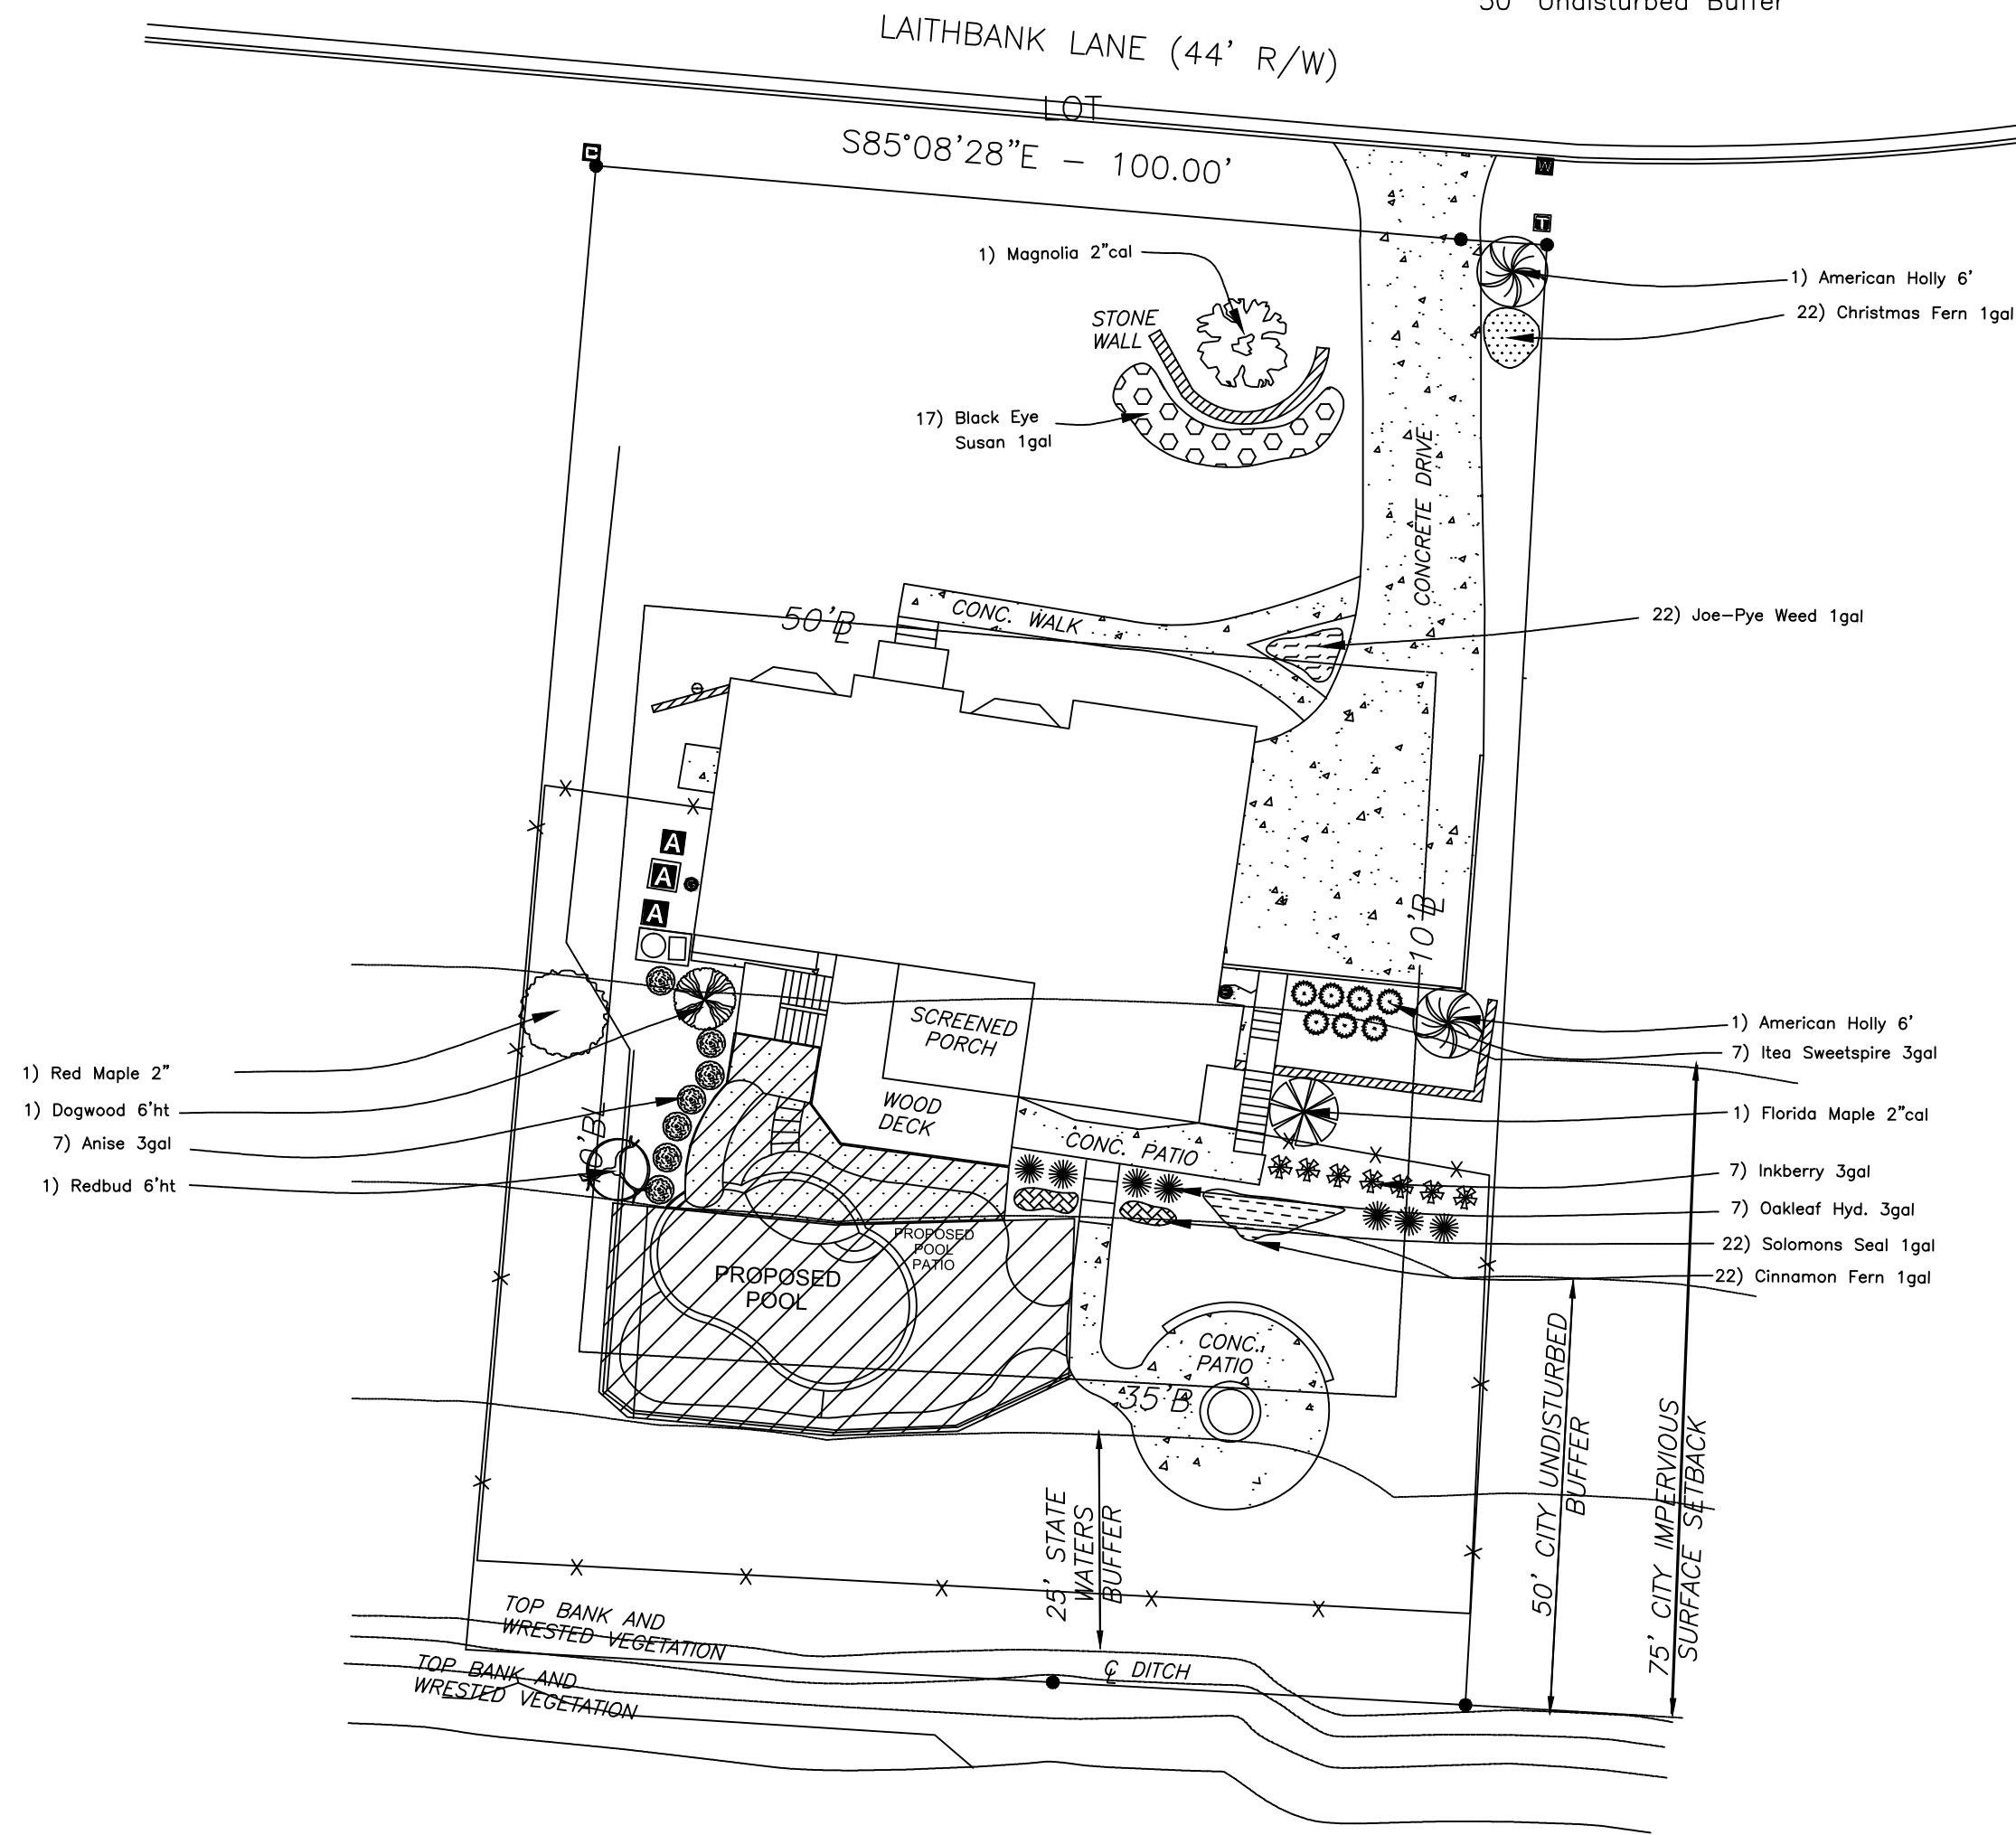 50' Undisturbed Buffer
LAITHBANK LANE (44' R/W)
LOT
S85°08'28"E - 100.00'
C
W
T
1) Magnolia 2"cal
1) American Holly 6'
22) Christmas Fern 1gal
STONE
WALL
17) Black Eye
Susan 1gal
CONCRETE DRIVE
50'BL
CONC. WALK
22) Joe-Pye Weed 1gal
A
A
A
10'BL
SCREENED
PORCH
WOOD
DECK
CONC. PATIO
1) Red Maple 2"
1) Dogwood 6'ht
7) Anise 3gal
1) Redbud 6'ht
1) American Holly 6'
7) Itea Sweetspire 3gal
1) Florida Maple 2"cal
7) Inkberry 3gal
7) Oakleaf Hyd. 3gal
22) Solomons Seal 1gal
22) Cinnamon Fern 1gal
PROPOSED
POOL
PATIO
PROPOSED
POOL
CONC.
PATIO
35'B
25' STATE
WATERS
BUFFER
50' CITY UNDISTURBED
BUFFER
75' CITY IMPERVIOUS
SURFACE SETBACK
TOP BANK AND
WRESTED VEGETATION
TOP BANK AND
WRESTED VEGETATION
℄ DITCH